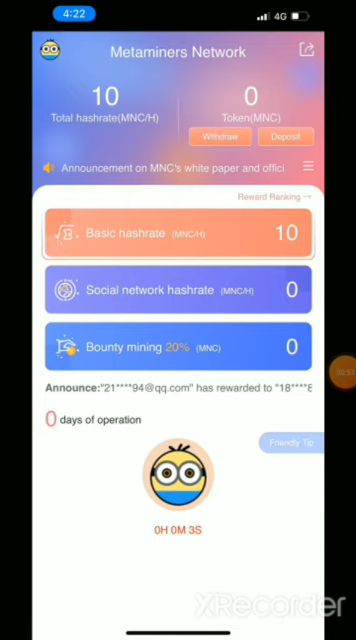 4:22
4G
Metaminers Network
10
0
Total hashrate(MNC/H)
Token(MNC)
Withdraw
Deposit
Announcement on MNC's white paper and offici
Reward Ranking →
Basic hashrate (MNC/H)
10
Social network hashrate (MNC/H)
0
Bounty mining 20% (MNC)
0
Announce:"21****94@qq.com" has rewarded to "18****8
0 days of operation
Friendly Tip
0H 0M 3S
XRecorder